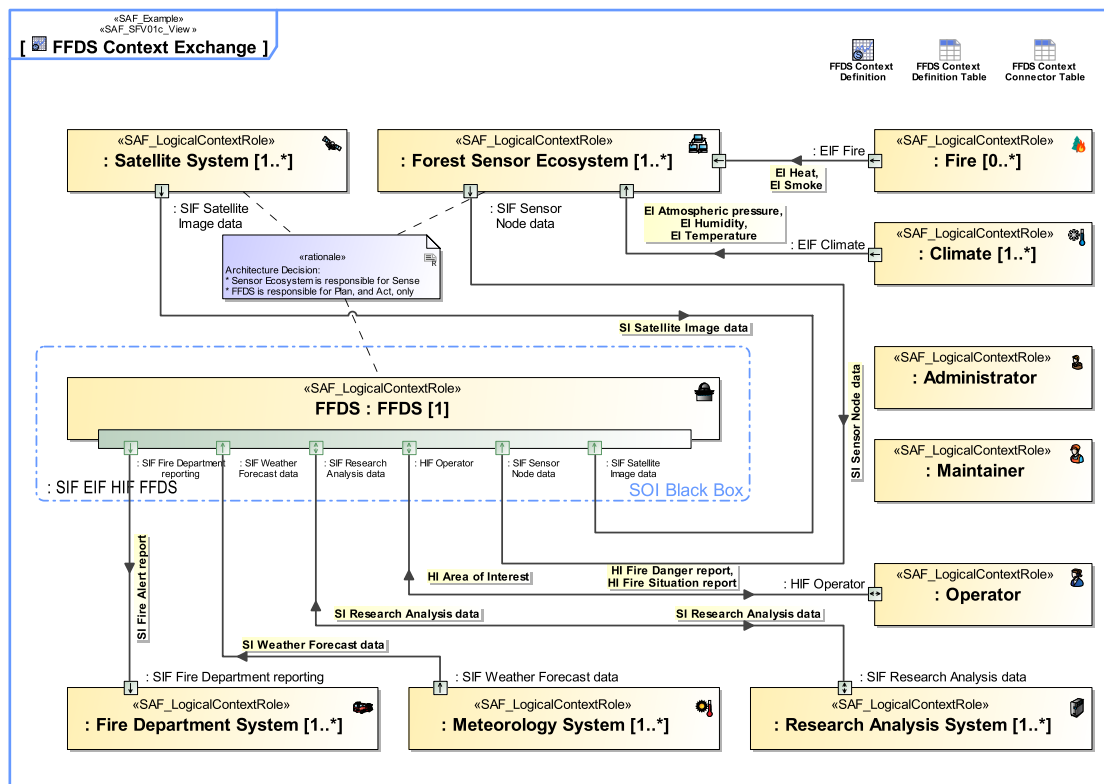 «SAF_Example»
«SAF_SFV01c_View »
[ FFDS Context Exchange ]
FFDS Context
Definition
FFDS Context
Definition Table
FFDS Context
Connector Table
«SAF_LogicalContextRole»
: Satellite System [1..*]
«SAF_LogicalContextRole»
: Forest Sensor Ecosystem [1..*]
«SAF_LogicalContextRole»
: Fire [0..*]
: EIF Fire
EI Heat,
EI Smoke
: SIF Satellite
Image data
: SIF Sensor
Node data
EI Atmospheric pressure,
EI Humidity,
EI Temperature
: EIF Climate
«SAF_LogicalContextRole»
: Climate [1..*]
«rationale»
R
Architecture Decision:
* Sensor Ecosystem is responsible for Sense
* FFDS is responsible for Plan, and Act, only
SI Satellite Image data
SI Sensor Node data
«SAF_LogicalContextRole»
: Administrator
«SAF_LogicalContextRole»
FFDS : FFDS [1]
«SAF_LogicalContextRole»
: Maintainer
: SIF Fire Department
reporting
: SIF Weather
Forecast data
: SIF Research
Analysis data
: HIF Operator
: SIF Sensor
Node data
: SIF Satellite
Image data
: SIF EIF HIF FFDS
SOI Black Box
SI Fire Alert report
HI Area of Interest
HI Fire Danger report,
HI Fire Situation report
: HIF Operator
«SAF_LogicalContextRole»
: Operator
SI Research Analysis data
SI Research Analysis data
SI Weather Forecast data
: SIF Fire Department reporting
: SIF Weather Forecast data
: SIF Research Analysis data
«SAF_LogicalContextRole»
: Fire Department System [1..*]
«SAF_LogicalContextRole»
: Meteorology System [1..*]
«SAF_LogicalContextRole»
: Research Analysis System [1..*]